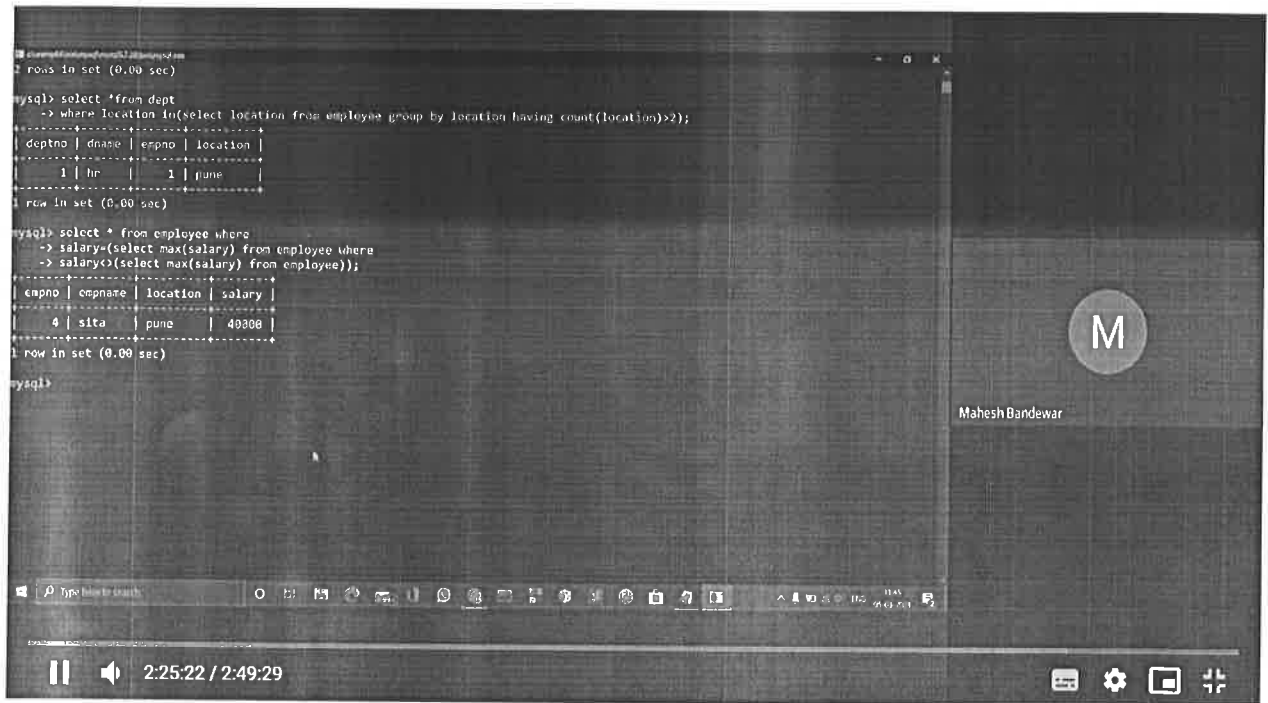 2 rows in set (0.00 sec)
mysql> select *from dept
-> where location in(select location from employee group by location having count(location)>2);
| deptno | dname | empno | location |
| 1 | hr | 1 | pune |
1 row in set (0.00 sec)
mysql> select * from employee where
-> salary=(select max(salary) from employee where
-> salary<>(select max(salary) from employee));
| empno | empname | location | salary |
| 4 | sita | pune | 40000 |
1 row in set (0.00 sec)
mysql>
M
Mahesh Bandewar
Type here to search
2:25:22 / 2:49:29